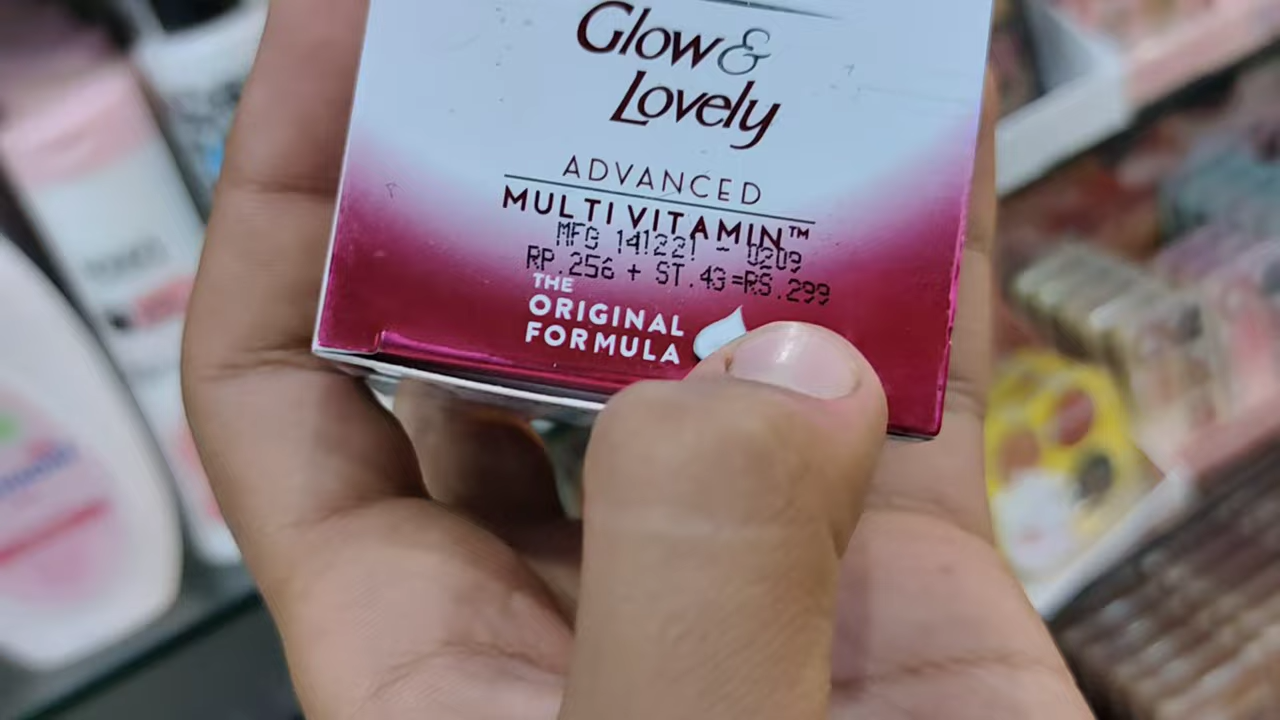 Glow &
Lovely
ADVANCED
MULTIVITAMIN™
MFG 141221 - 0209
RP.256 + ST.43=RS.299
THE
ORIGINAL
FORMULA